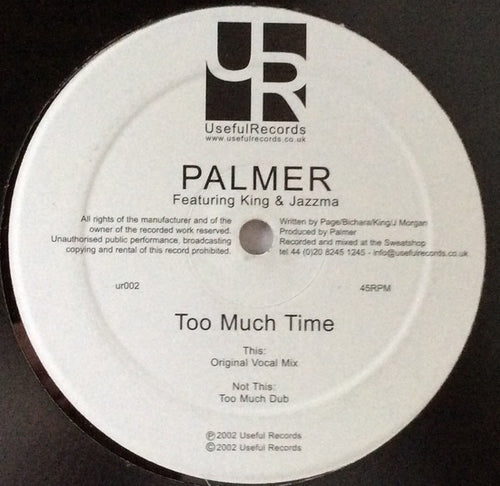 UR
UsefulRecords
www.usefulrecords.co.uk
PALMER
Featuring King & Jazzma
All rights of the manufacturer and of the
owner of the recorded work reserved.
Unauthorised public performance, broadcasting
copying and rental of this record prohibited.
Written by Page/Bichara/King/J Morgan
Produced by Palmer
Recorded and mixed at the Sweatshop
tel 44 (0)20 8245 1245 - info@usefulrecords.co.uk
ur002
45RPM
Too Much Time
This:
Original Vocal Mix
Not This:
Too Much Dub
℗2002 Useful Records
©2002 Useful Records